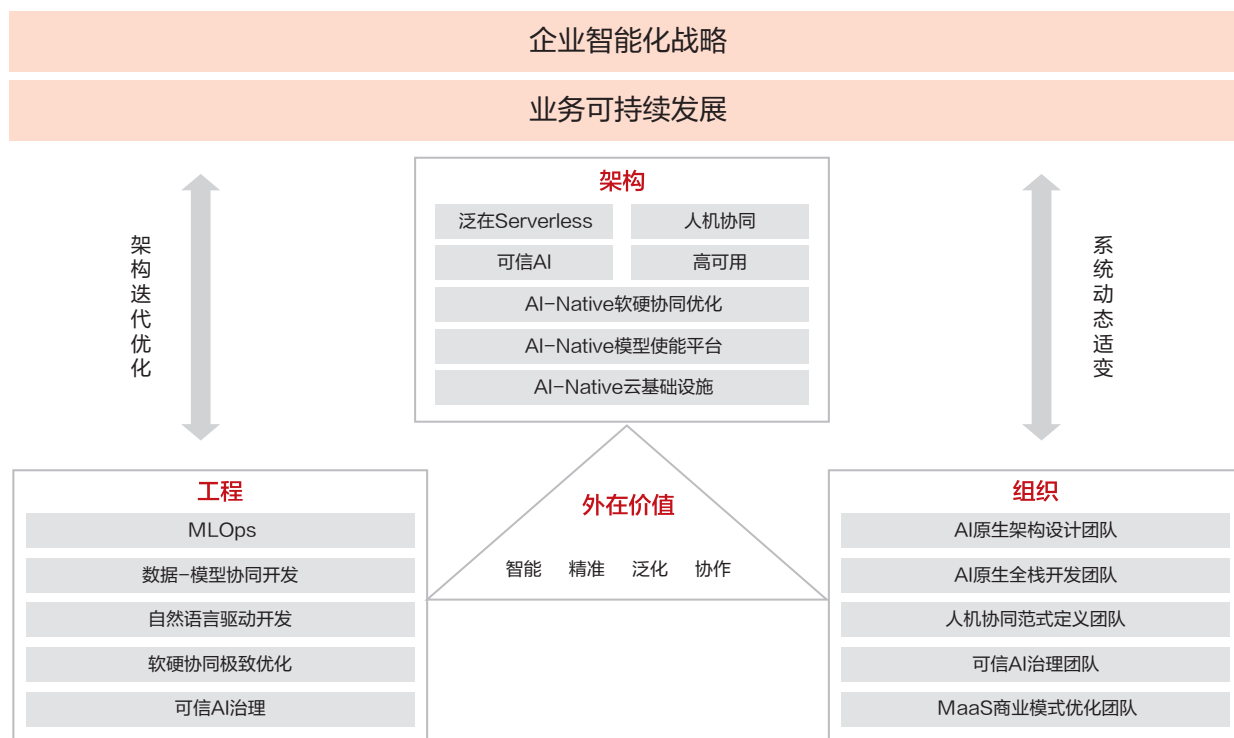 企业智能化战略
业务可持续发展
架构
泛在Serverless
人机协同
可信AI
高可用
AI-Native软硬协同优化
AI-Native模型使能平台
AI-Native云基础设施
架构迭代优化
系统动态适变
工程
MLOps
数据-模型协同开发
自然语言驱动开发
软硬协同极致优化
可信AI治理
外在价值
智能 精准 泛化 协作
组织
AI原生架构设计团队
AI原生全栈开发团队
人机协同范式定义团队
可信AI治理团队
MaaS商业模式优化团队